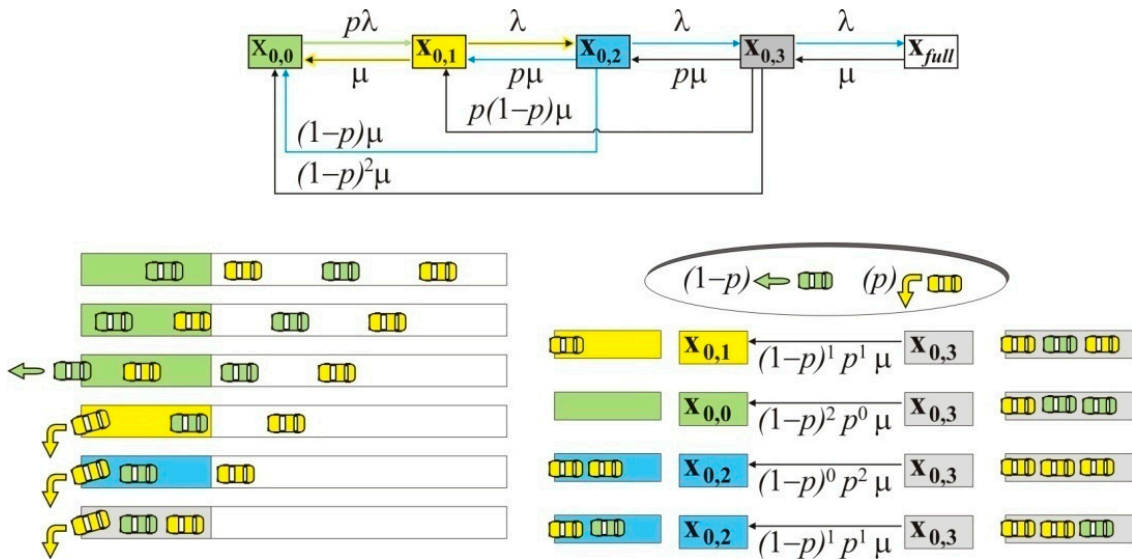 pλ λ λ λ
x₀,₀ x₀,₁ x₀,₂ x₀,₃ x_full
μ pμ pμ μ
p(1−p)μ
(1−p)μ
(1−p)²μ
(1−p) (p)
x₀,₁ (1−p)¹ p¹ μ x₀,₃
x₀,₀ (1−p)² p⁰ μ x₀,₃
x₀,₂ (1−p)⁰ p² μ x₀,₃
x₀,₂ (1−p)¹ p¹ μ x₀,₃